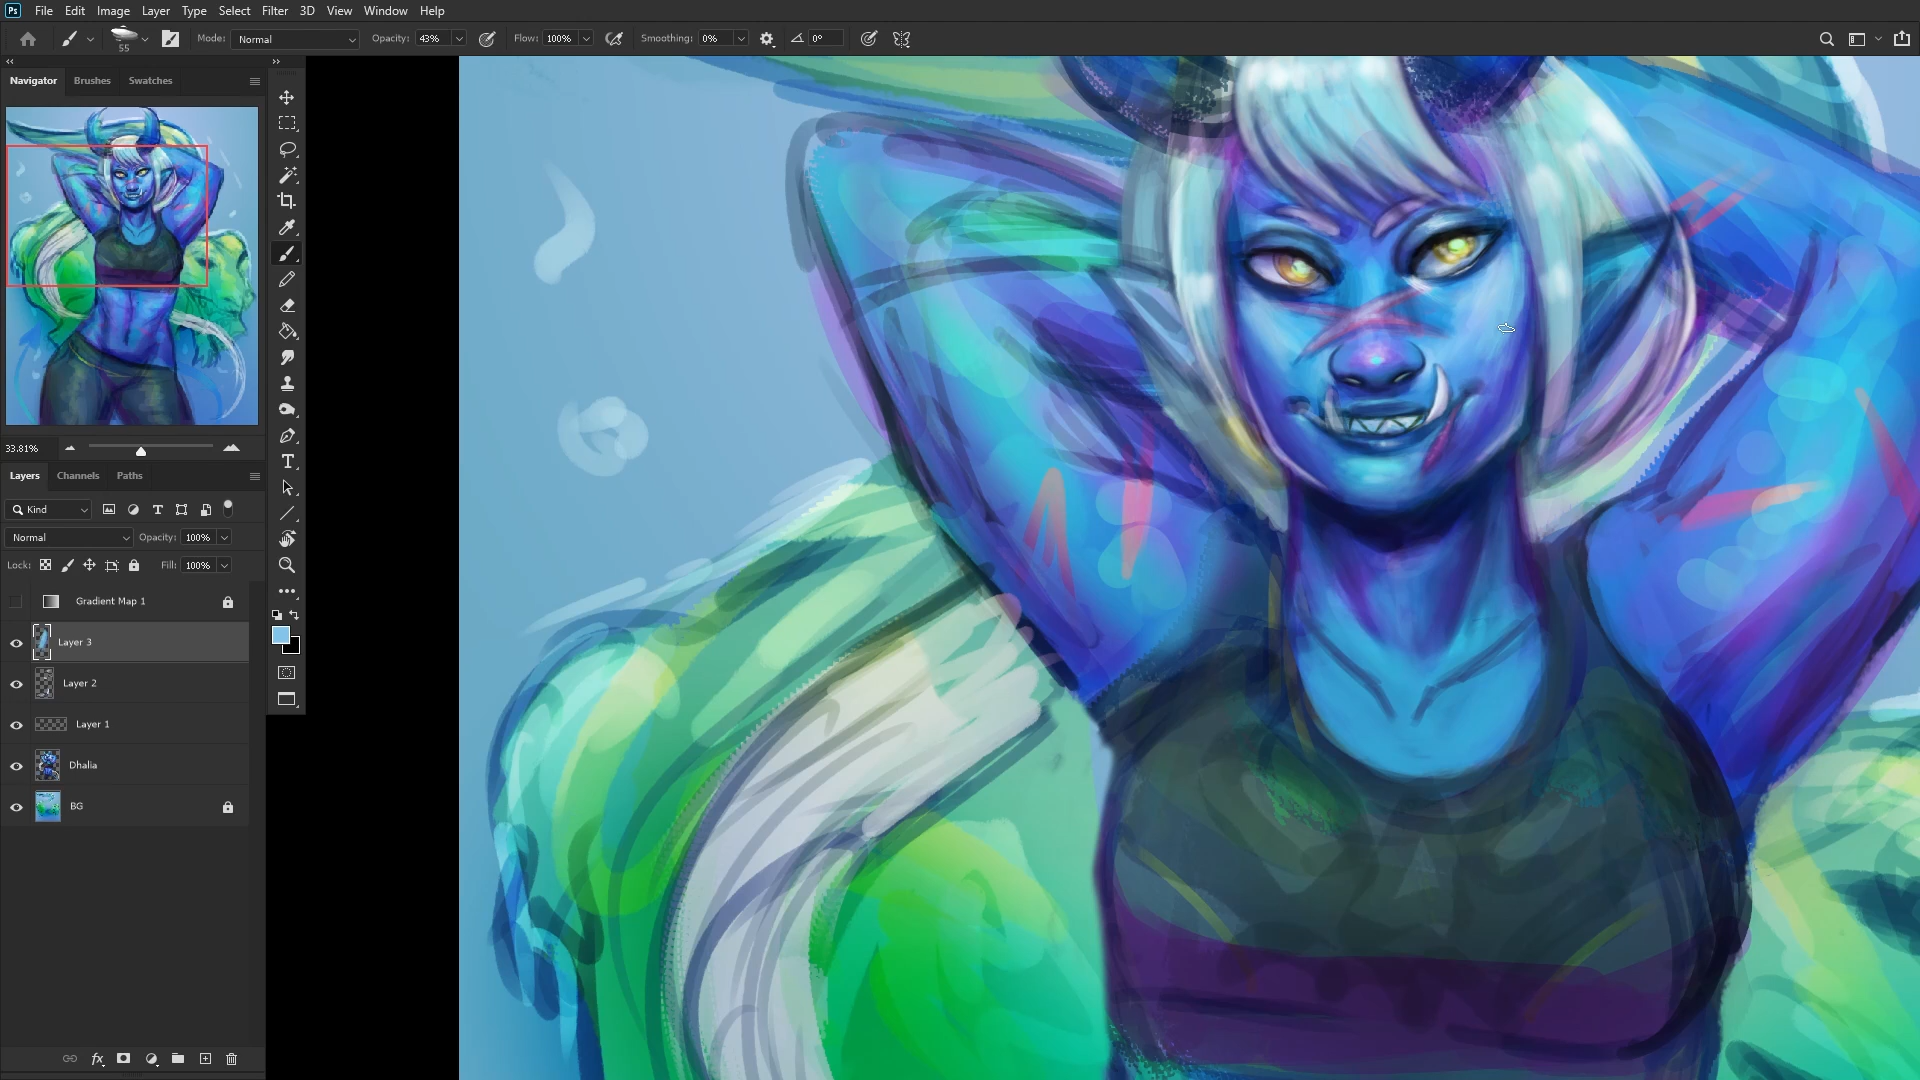 Ps File Edit Image Layer Type Select Filter 3D View Window Help
55 Mode: Normal Opacity: 43% Flow: 100% Smoothing: 0% 0°
Navigator Brushes Swatches
33.81%
Layers Channels Paths
Kind
Normal Opacity: 100%
Lock: Fill: 100%
Gradient Map 1
Layer 3
Layer 2
Layer 1
Dhalia
BG
fx